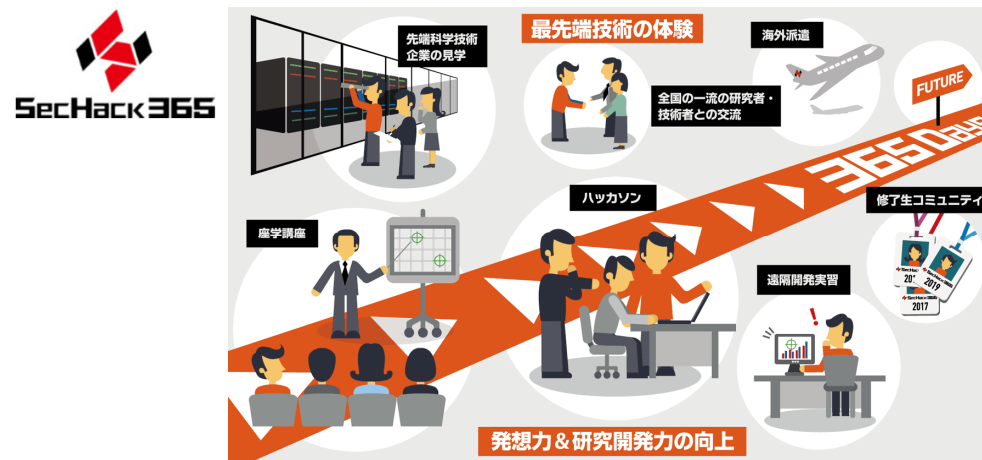 SecHack365
最先端技術の体験
先端科学技術
企業の見学
全国の一流の研究者・
技術者との交流
海外派遣
FUTURE
365Days
座学講座
ハッカソン
遠隔開発実習
修了生コミュニティ
SecHack365
2019
SecHack365
2017
発想力&研究開発力の向上